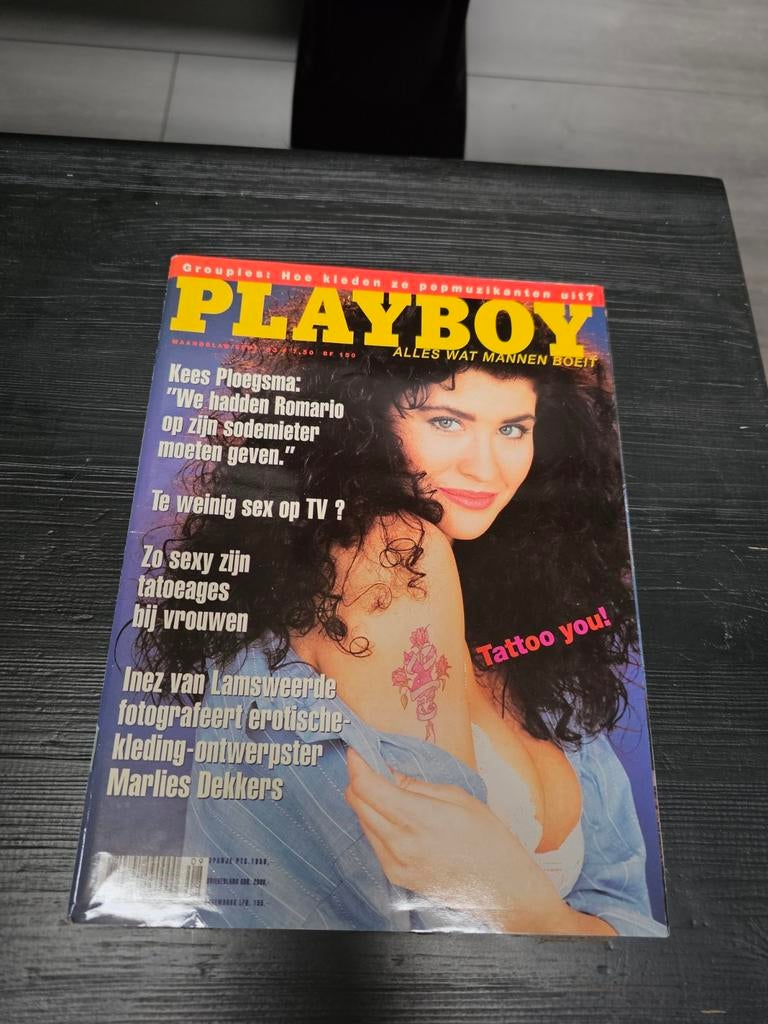 Groupies: Hoe kleden ze popmuzikanten uit?
PLAYBOY
ALLES WAT MANNEN BOEIT
Kees Ploegsma:
"We hadden Romario
op zijn sodemieter
moeten geven."
Te weinig sex op TV ?
Zo sexy zijn
tatoeages
bij vrouwen
Tattoo you!
Inez van Lamsweerde
fotografeert erotische-
kleding-ontwerpster
Marlies Dekkers
09